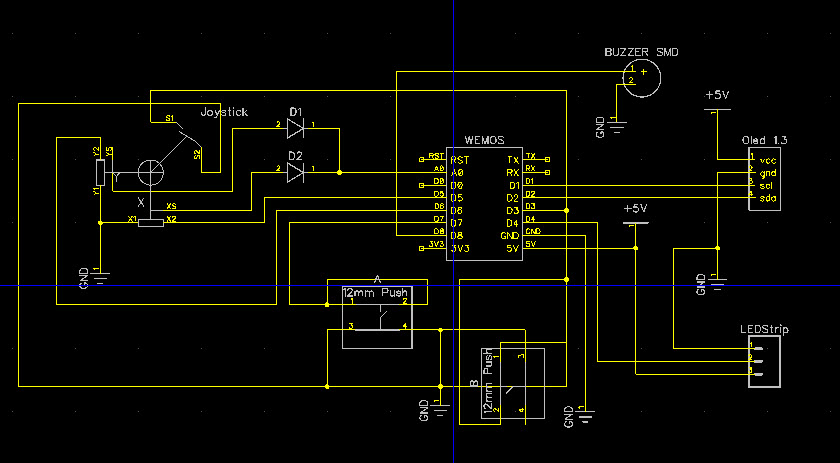 BUZZER SMD
1 +
2
GND
+5V
1
Joystick
S1
S2
D1
2 1
D2
2 1
Y2
YS
Y
Y1
X
XS
X1 X2
GND
1
WEMOS
RST RST TX TX
A0 A0 RX RX
D0 D0 D1 D1
D5 D5 D2 D2
D6 D6 D3 D3
D7 D7 D4 D4
D8 D8 GND GND
3V3 3V3 5V 5V
Oled 1.3
1 vcc
2 gnd
3 scl
4 sda
+5V
1
GND
1
A
12mm Push
1 2
3 4
B
12mm Push
1 3
2 4
GND
1
GND
1
LEDStrip
1
2
3